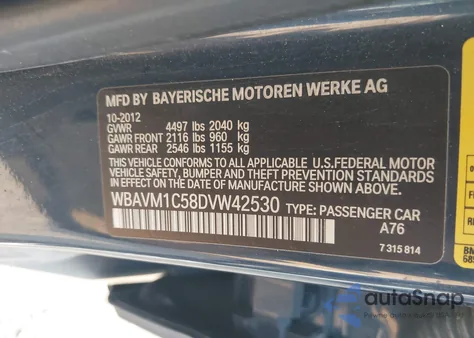 MFD BY BAYERISCHE MOTOREN WERKE AG
10-2012
GVWR 4497 lbs 2040 kg
GAWR FRONT 2116 lbs 960 kg
GAWR REAR 2546 lbs 1155 kg
THIS VEHICLE CONFORMS TO ALL APPLICABLE U.S.FEDERAL MOTOR
VEHICLE SAFETY, BUMPER, AND THEFT PREVENTION STANDARDS
IN EFFECT ON THE DATE OF MANUFACTURE SHOWN ABOVE.
WBAVM1C58DVW42530 TYPE: PASSENGER CAR
A76
7 315 814
BM
autoSnap